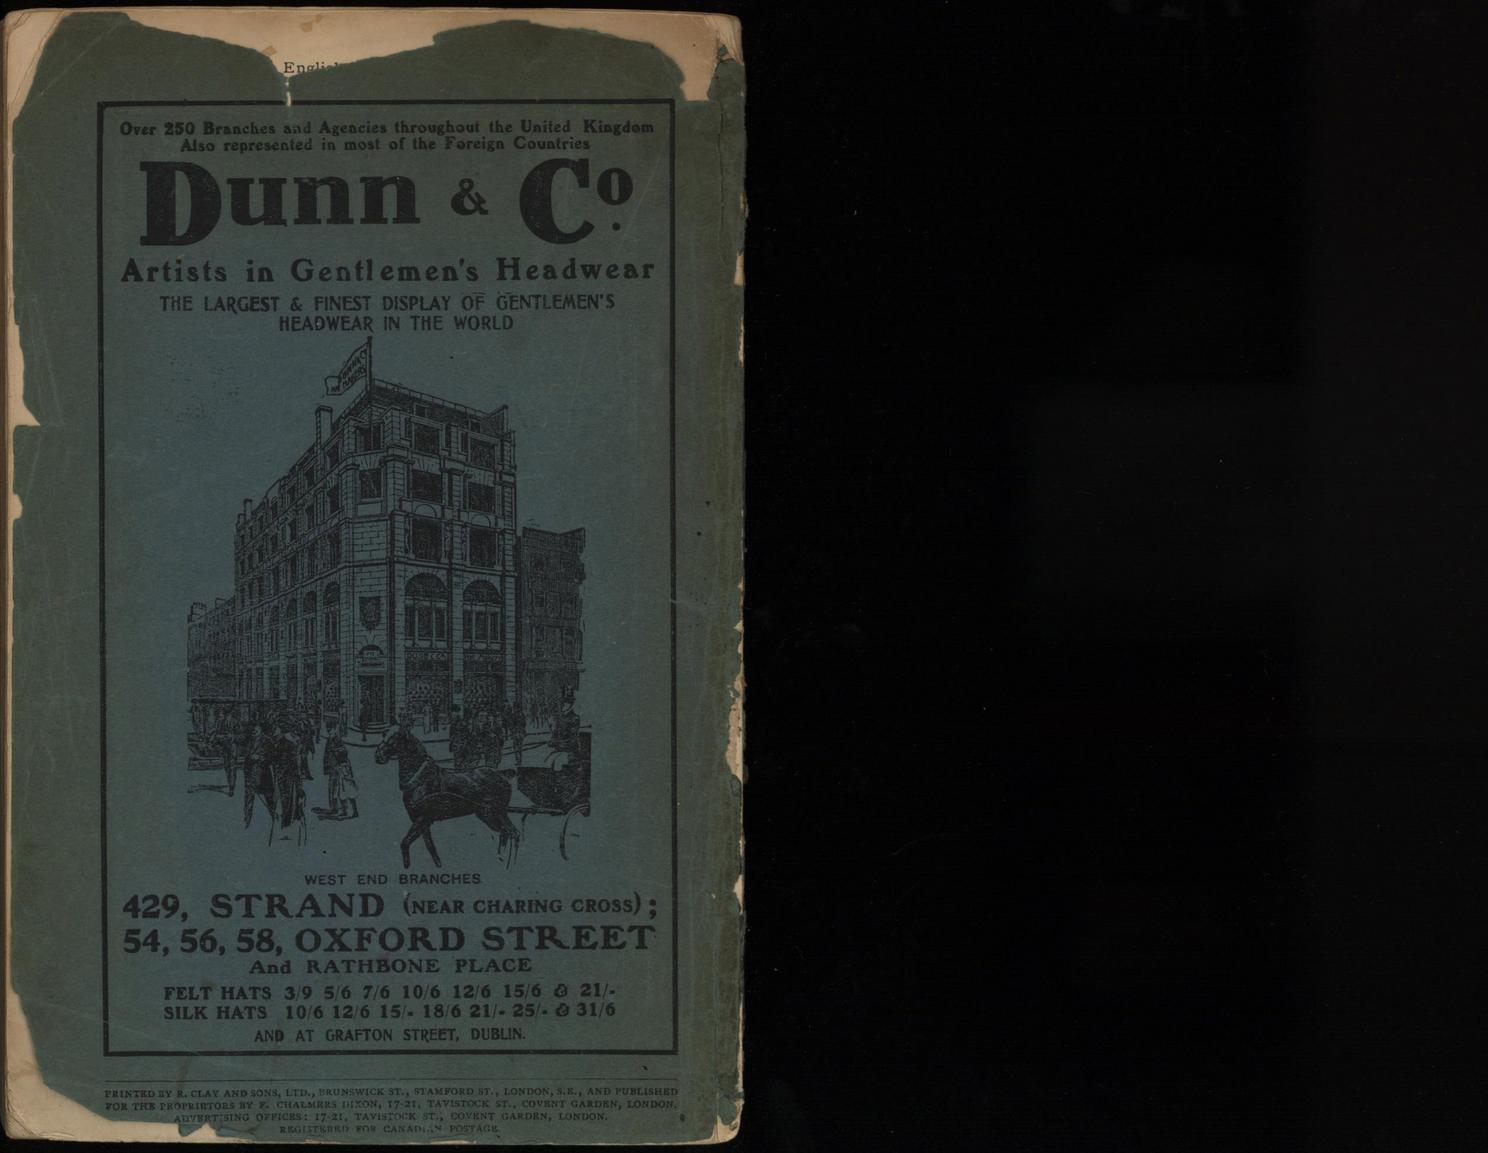 English
Over 250 Branches and Agencies throughout the United Kingdom
Also represented in most of the Foreign Countries
Dunn & Co.
Artists in Gentlemen's Headwear
THE LARGEST & FINEST DISPLAY OF GENTLEMEN'S
HEADWEAR IN THE WORLD
WEST END BRANCHES
429, STRAND (NEAR CHARING CROSS);
54, 56, 58, OXFORD STREET
And RATHBONE PLACE
FELT HATS 3/9 5/6 7/6 10/6 12/6 15/6 & 21/-
SILK HATS 10/6 12/6 15/- 18/6 21/- 25/- & 31/6
AND AT GRAFTON STREET, DUBLIN.
PRINTED BY R. CLAY AND SONS, LTD., BRUNSWICK ST., STAMFORD ST., LONDON, S.E., AND PUBLISHED
FOR THE PROPRIETORS BY F. CHALMERS DIXON, 17-21, TAVISTOCK ST., COVENT GARDEN, LONDON.
ADVERTISING OFFICES: 17-21, TAVISTOCK ST., COVENT GARDEN, LONDON.
REGISTERED FOR CANADIAN POSTAGE.